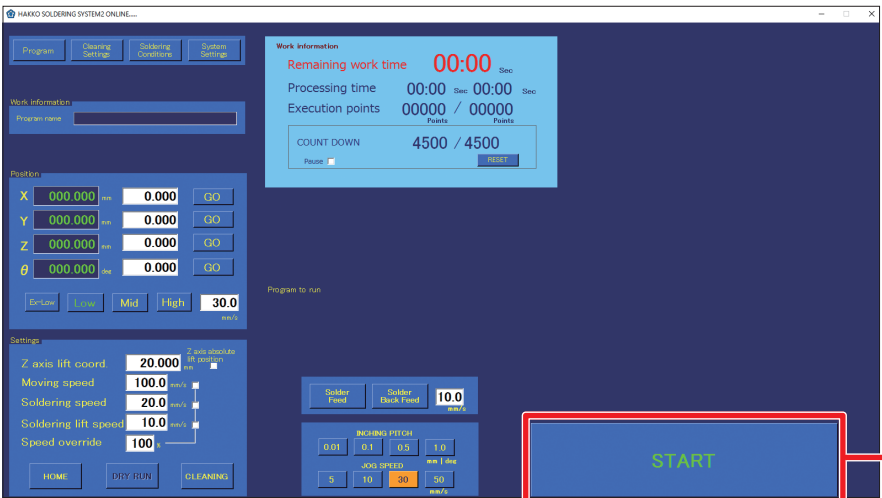 HAKKO SOLDERING SYSTEM2 ONLINE.....
Program
Cleaning Settings
Soldering Conditions
System Settings
Work information
Program name
Position
X 000.000 mm 0.000 GO
Y 000.000 mm 0.000 GO
Z 000.000 mm 0.000 GO
θ 000.000 dec 0.000 GO
Ex-Low Low Mid High 30.0
mm/s
Settings
Z axis absolute
lift position
Z axis lift coord. 20.000 mm
Moving speed 100.0 mm/s
Soldering speed 20.0 mm/s
Soldering lift speed 10.0 mm/s
Speed override 100 %
HOME DRY RUN CLEANING
Work information
Remaining work time 00:00 Sec
Processing time 00:00 Sec 00:00 Sec
Execution points 00000 / 00000
Points Points
COUNT DOWN 4500 / 4500
Pause RESET
Program to run
Solder Feed
Solder Back Feed
10.0
mm/s
INCHING PITCH
0.01 0.1 0.5 1.0
mm | deg
JOG SPEED
5 10 30 50
mm/s
START